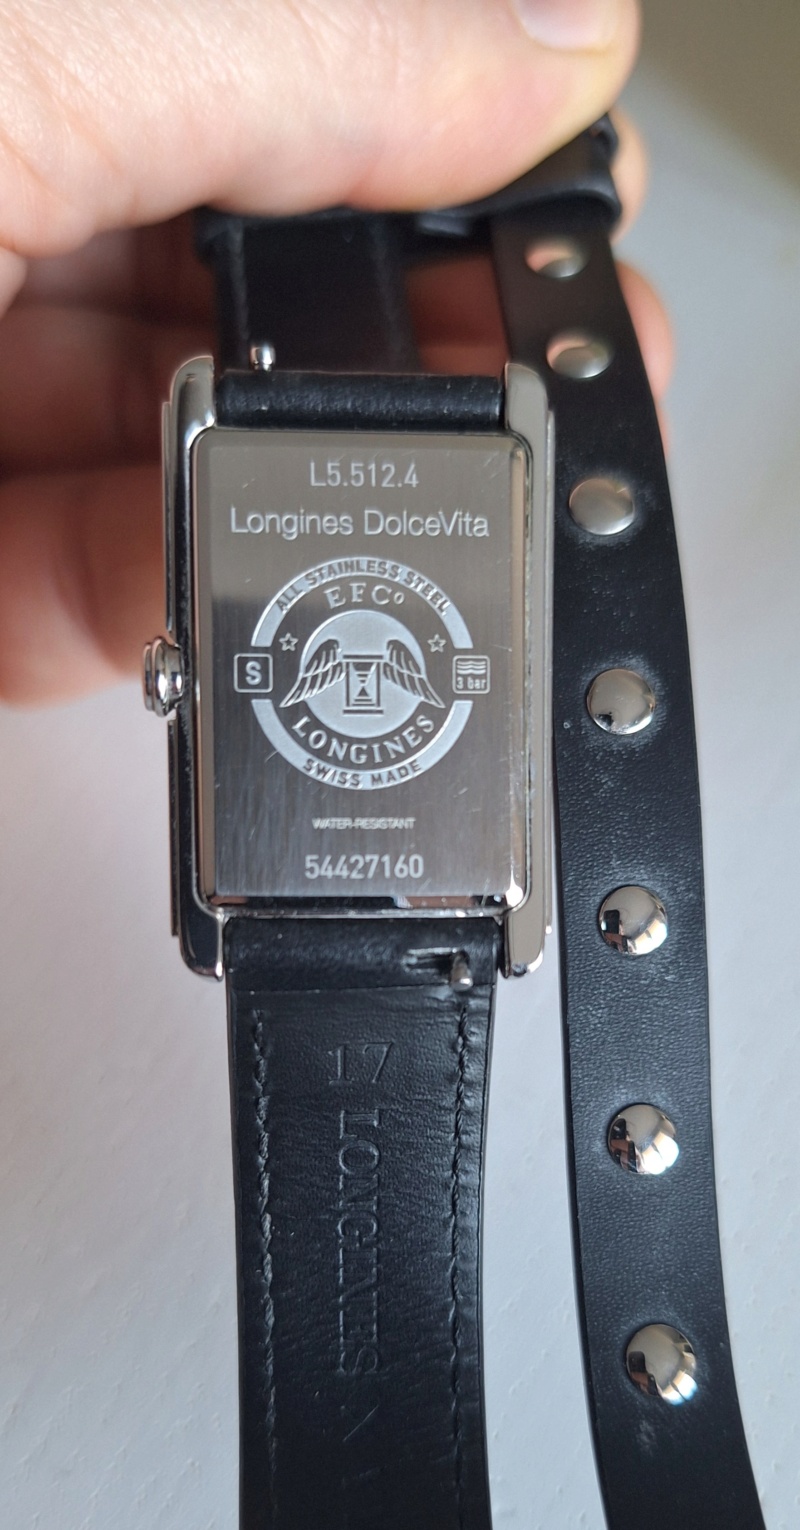 L5.512.4
Longines DolceVita
ALL STAINLESS STEEL
EFCo
S
3 bar
LONGINES
SWISS MADE
WATER-RESISTANT
54427160
17 LONGINES